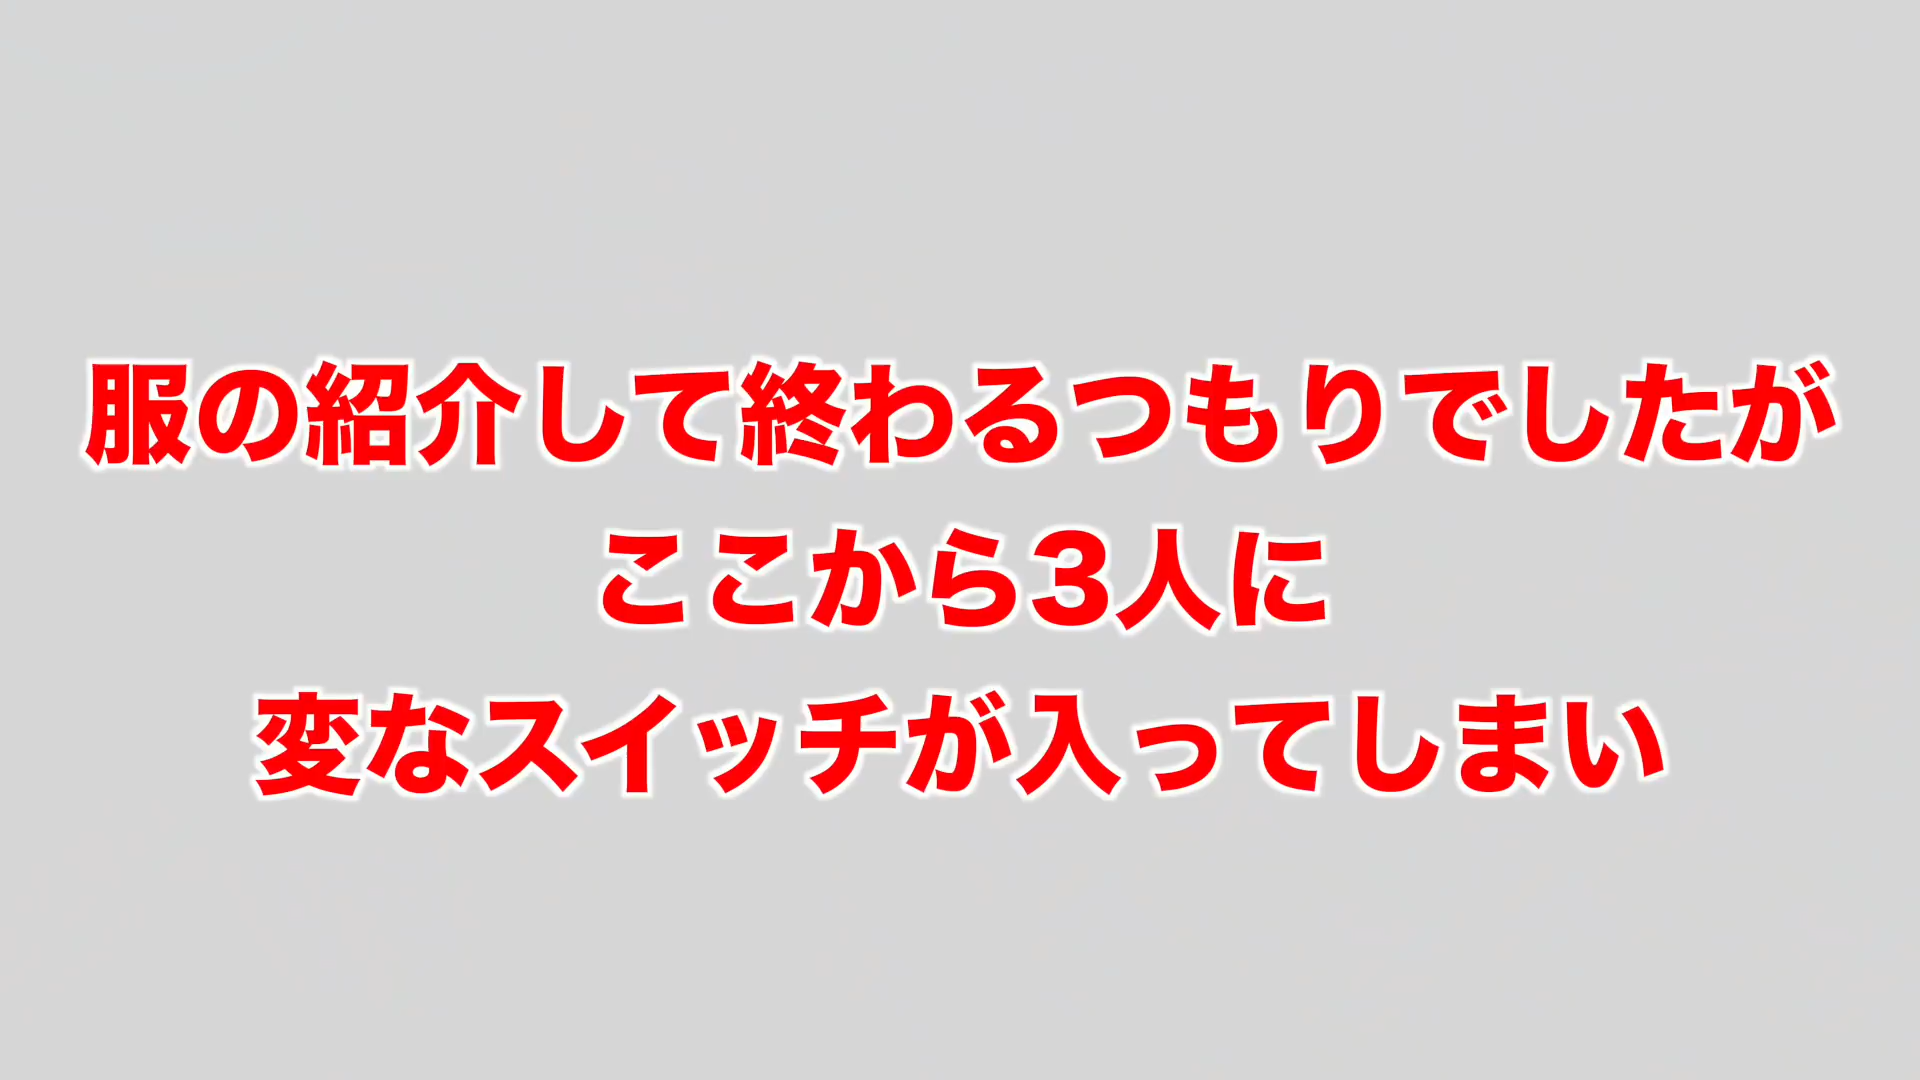 服の紹介して終わるつもりでしたが
ここから3人に
変なスイッチが入ってしまい